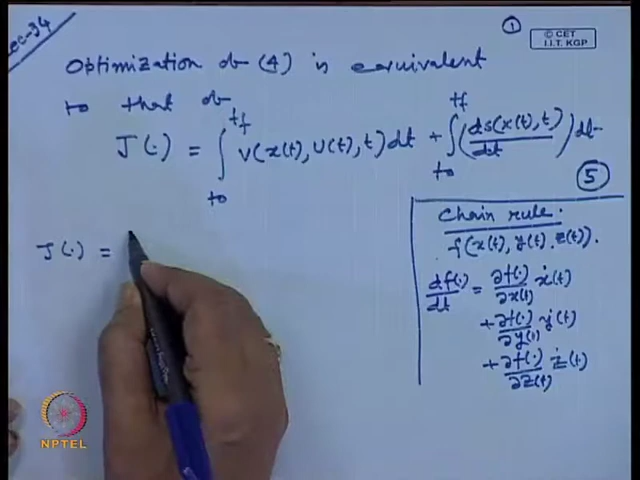 Lec-34
①
© CET
I.I.T. KGP
Optimization of (4) is equivalent
to that of
J(·) = ∫_{t0}^{tf} V(x(t), U(t), t) dt + ∫_{t0}^{tf} (ds(x(t), t)/dt) dt
⑤
Chain rule:
f(x(t), y(t), z(t)).
df(·)/dt = ∂f(·)/∂x(t) ẋ(t)
+ ∂f(·)/∂y(t) ẏ(t)
+ ∂f(·)/∂z(t) ż(t)
J(·) =
NPTEL